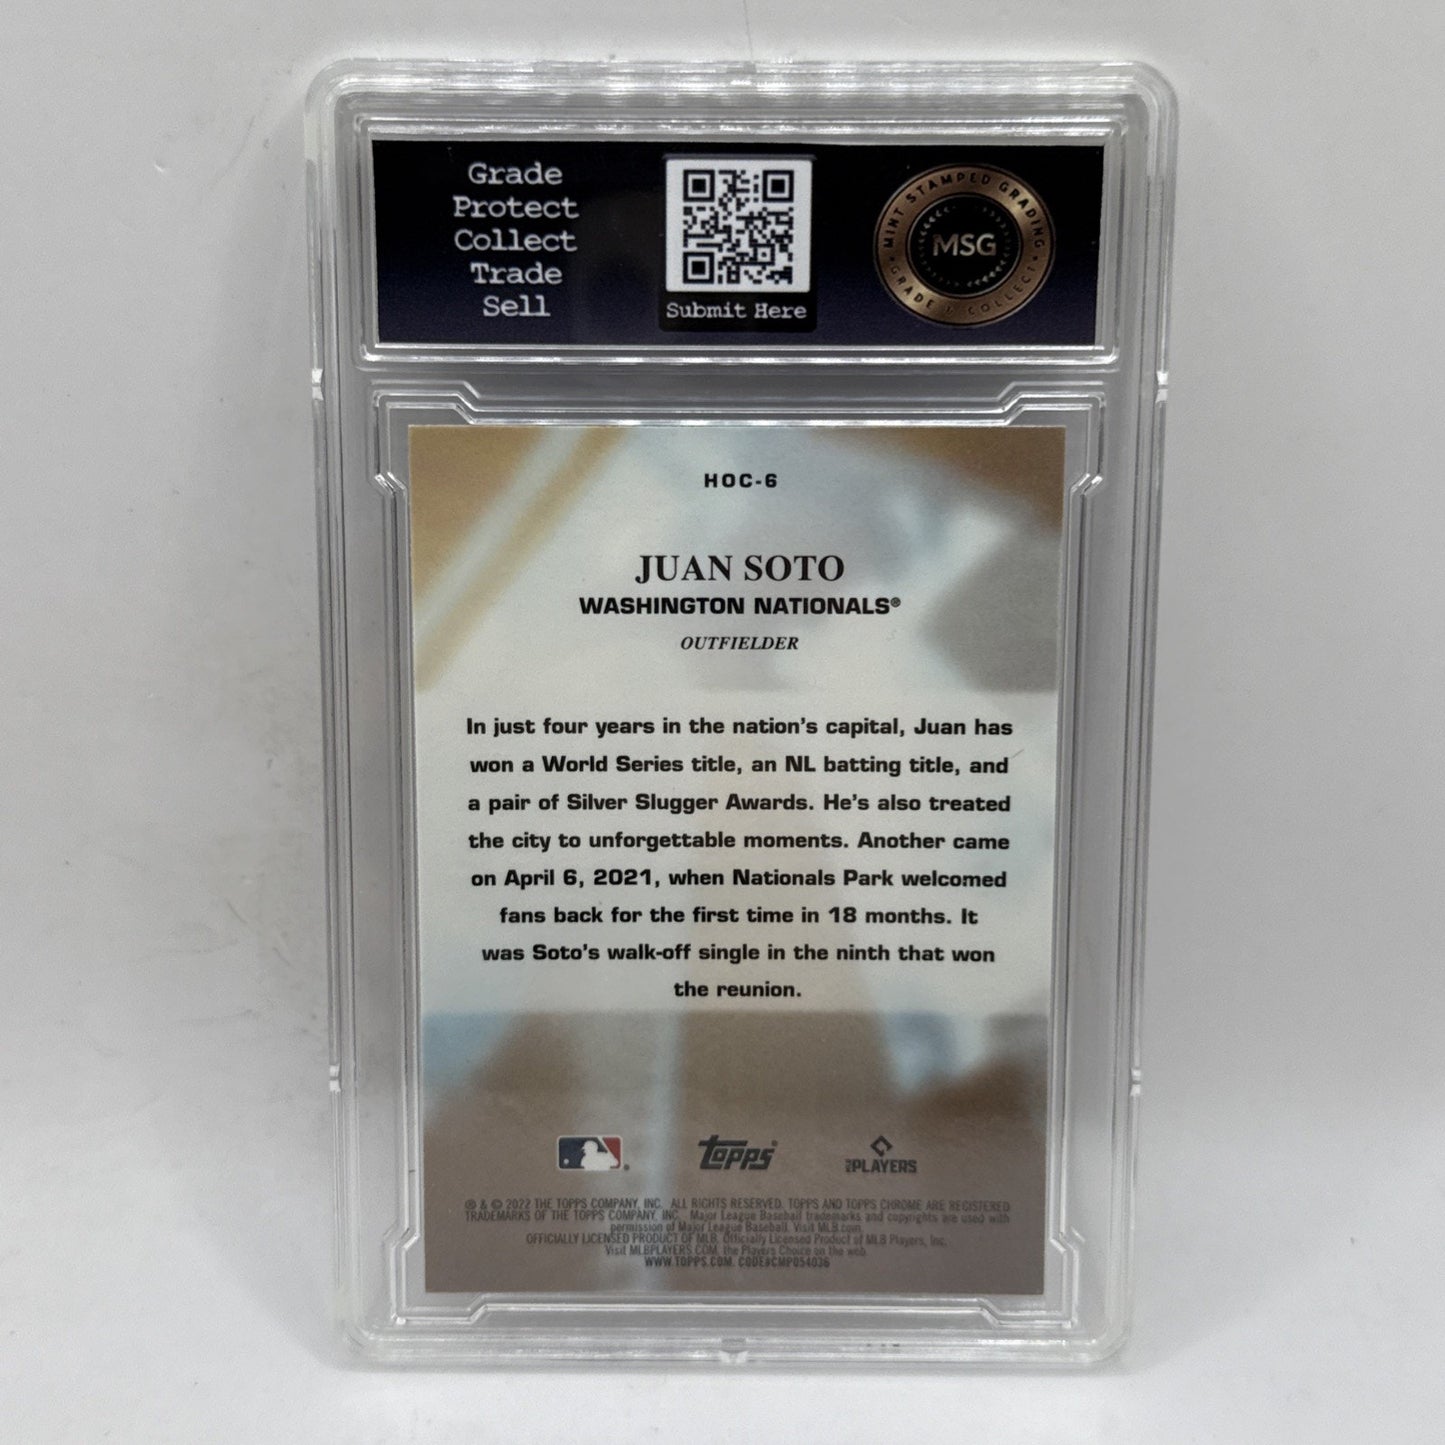 Grade
Protect
Collect
Trade
Sell
Submit Here
MINT STAMPED GRADING
MSG
GRADE & COLLECT
HOC-6
JUAN SOTO
WASHINGTON NATIONALS®
OUTFIELDER
In just four years in the nation's capital, Juan has
won a World Series title, an NL batting title, and
a pair of Silver Slugger Awards. He's also treated
the city to unforgettable moments. Another came
on April 6, 2021, when Nationals Park welcomed
fans back for the first time in 18 months. It
was Soto's walk-off single in the ninth that won
the reunion.
topps®
PLAYERS
® & © 2022 THE TOPPS COMPANY, INC. ALL RIGHTS RESERVED. TOPPS AND TOPPS CHROME ARE REGISTERED
TRADEMARKS OF THE TOPPS COMPANY, INC. Major League Baseball trademarks and copyrights are used with
permission of Major League Baseball. Visit MLB.com.
OFFICIALLY LICENSED PRODUCT OF MLB. Officially Licensed Product of MLB Players, Inc.
Visit MLBPLAYERS.COM, the Players Choice on the web.
WWW.TOPPS.COM. CODE#CMP054036